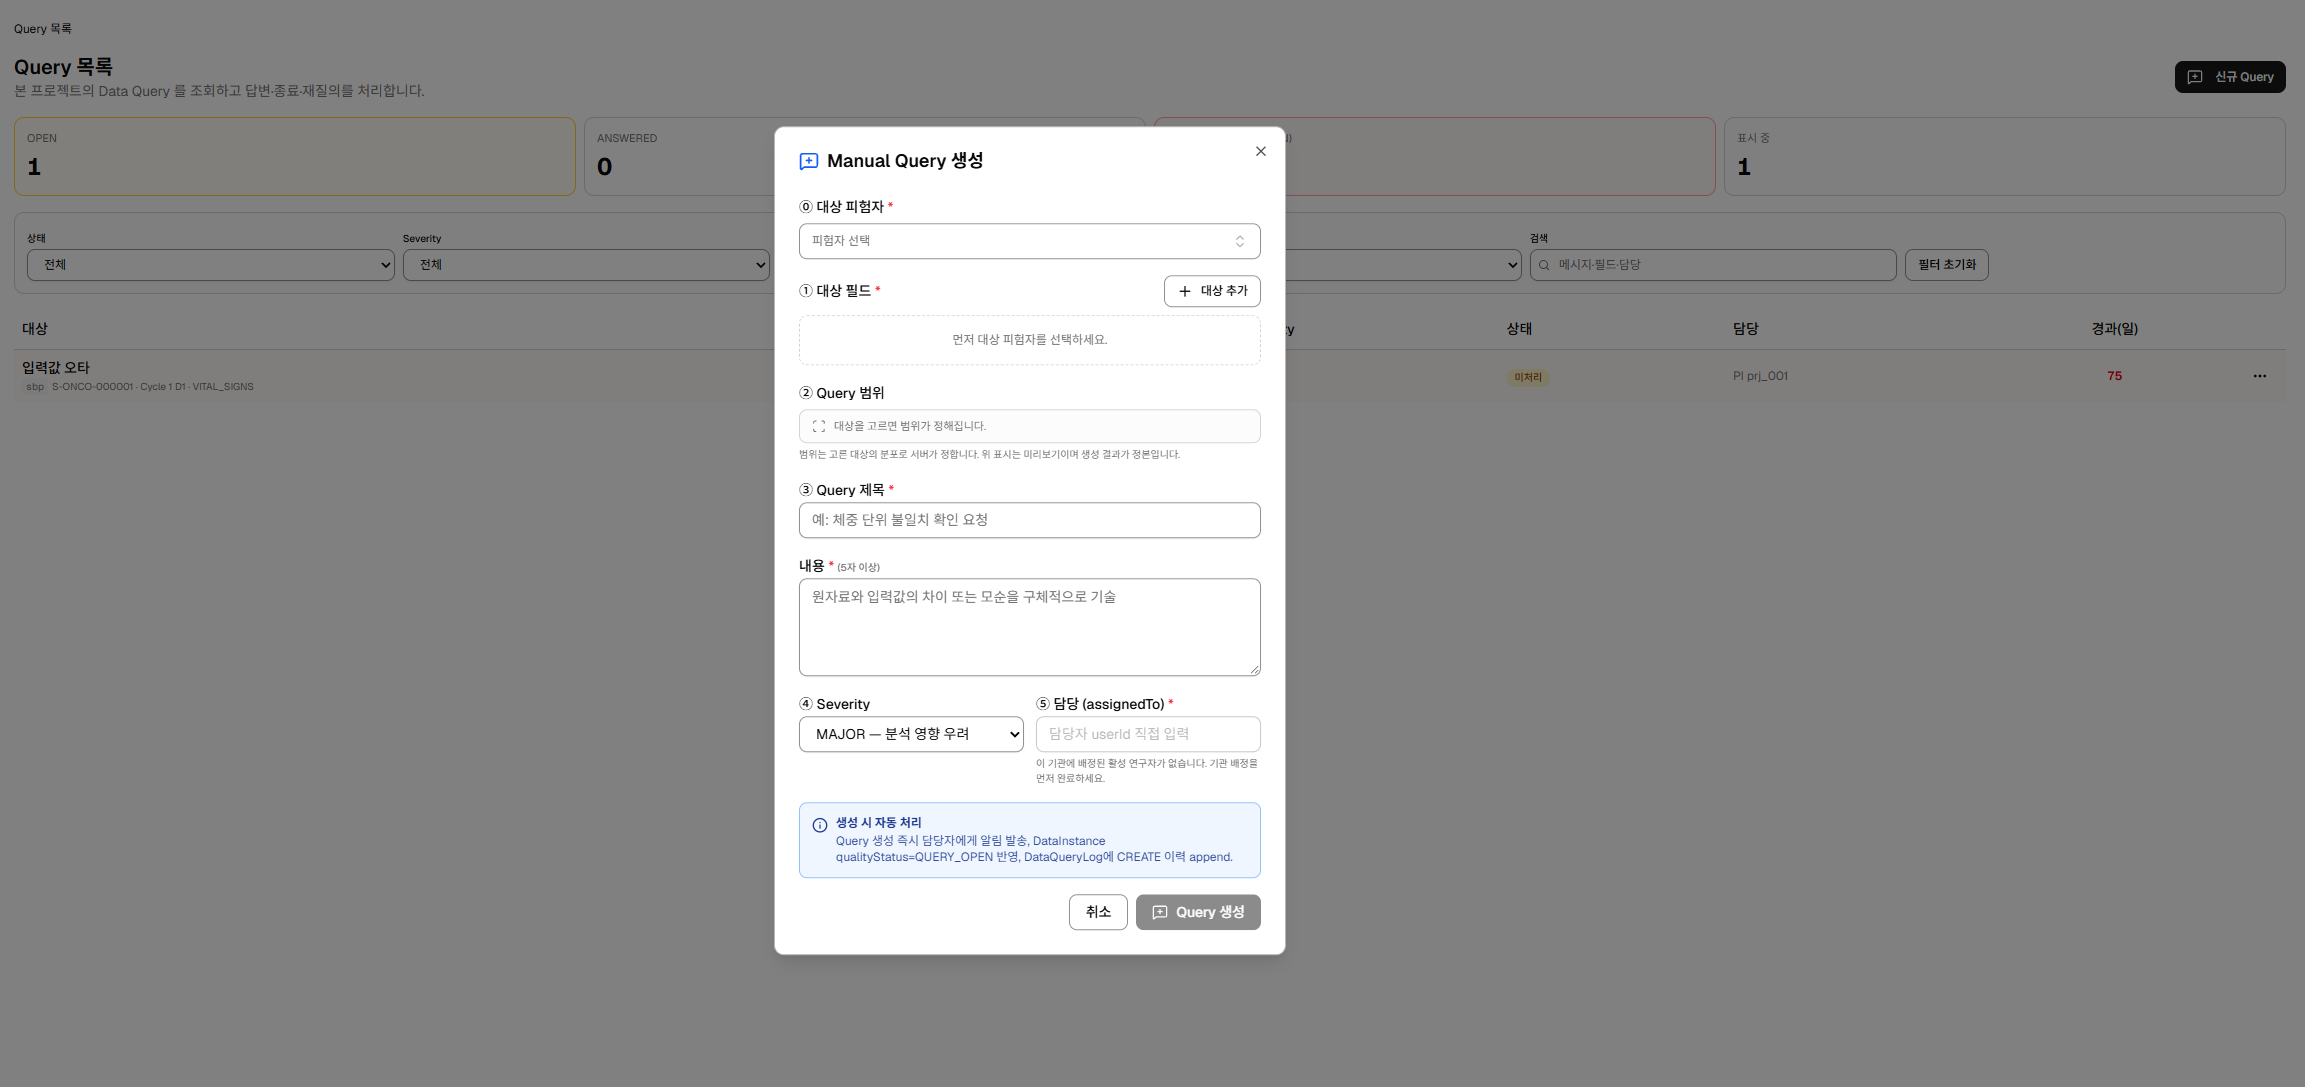 Query 목록
Query 목록
본 프로젝트의 Data Query 를 조회하고 답변·종료·재질의를 처리합니다.
신규 Query
OPEN
1
ANSWERED
0
표시 중
1
상태
전체
Severity
전체
검색
메시지·필드·담당
필터 초기화
대상
상태
담당
경과(일)
입력값 오타
sbp S-ONCO-000001 · Cycle 1 D1 · VITAL_SIGNS
미처리
PI prj_001
75
Manual Query 생성
⓪ 대상 피험자 *
피험자 선택
① 대상 필드 *
대상 추가
먼저 대상 피험자를 선택하세요.
② Query 범위
대상을 고르면 범위가 정해집니다.
범위는 고른 대상의 분포로 서버가 정합니다. 위 표시는 미리보기이며 생성 결과가 정본입니다.
③ Query 제목 *
예: 체중 단위 불일치 확인 요청
내용 * (5자 이상)
원자료와 입력값의 차이 또는 모순을 구체적으로 기술
④ Severity
MAJOR — 분석 영향 우려
⑤ 담당 (assignedTo) *
담당자 userId 직접 입력
이 기관에 배정된 활성 연구자가 없습니다. 기관 배정을
먼저 완료하세요.
생성 시 자동 처리
Query 생성 즉시 담당자에게 알림 발송, DataInstance
qualityStatus=QUERY_OPEN 반영, DataQueryLog에 CREATE 이력 append.
취소
Query 생성